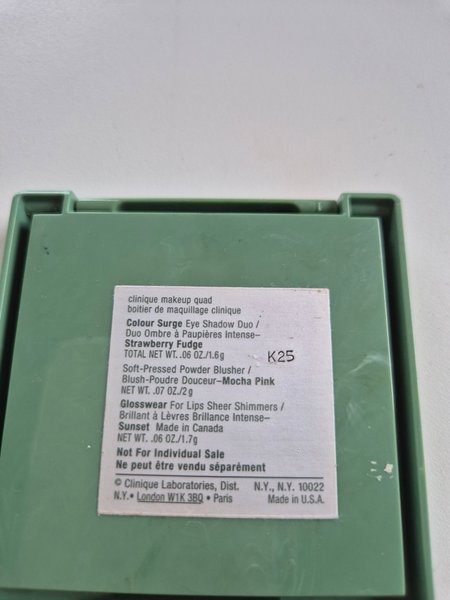 clinique makeup quad
boitier de maquillage clinique
Colour Surge Eye Shadow Duo /
Duo Ombre à Paupières Intense–
Strawberry Fudge
TOTAL NET WT. .06 OZ./1.6g
K25
Soft-Pressed Powder Blusher /
Blush-Poudre Douceur–Mocha Pink
NET WT. .07 OZ./2g
Glosswear For Lips Sheer Shimmers /
Brillant à Lèvres Brillance Intense–
Sunset Made in Canada
NET WT. .06 OZ./1.7g
Not For Individual Sale
Ne peut être vendu séparément
© Clinique Laboratories, Dist. N.Y., N.Y. 10022
N.Y.• London W1K 3BQ • Paris Made in U.S.A.